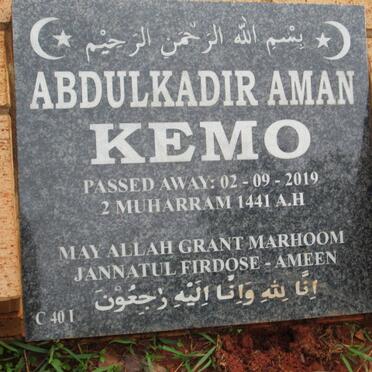 بِسْمِ اللهِ الرَّحْمٰنِ الرَّحِيْمِ
ABDULKADIR AMAN
KEMO
PASSED AWAY: 02 - 09 - 2019
2 MUHARRAM 1441 A.H
MAY ALLAH GRANT MARHOOM
JANNATUL FIRDOSE - AMEEN
اِنَّا لِلّٰهِ وَاِنَّا اِلَيْهِ رٰجِعُوْنَ
C 40 I